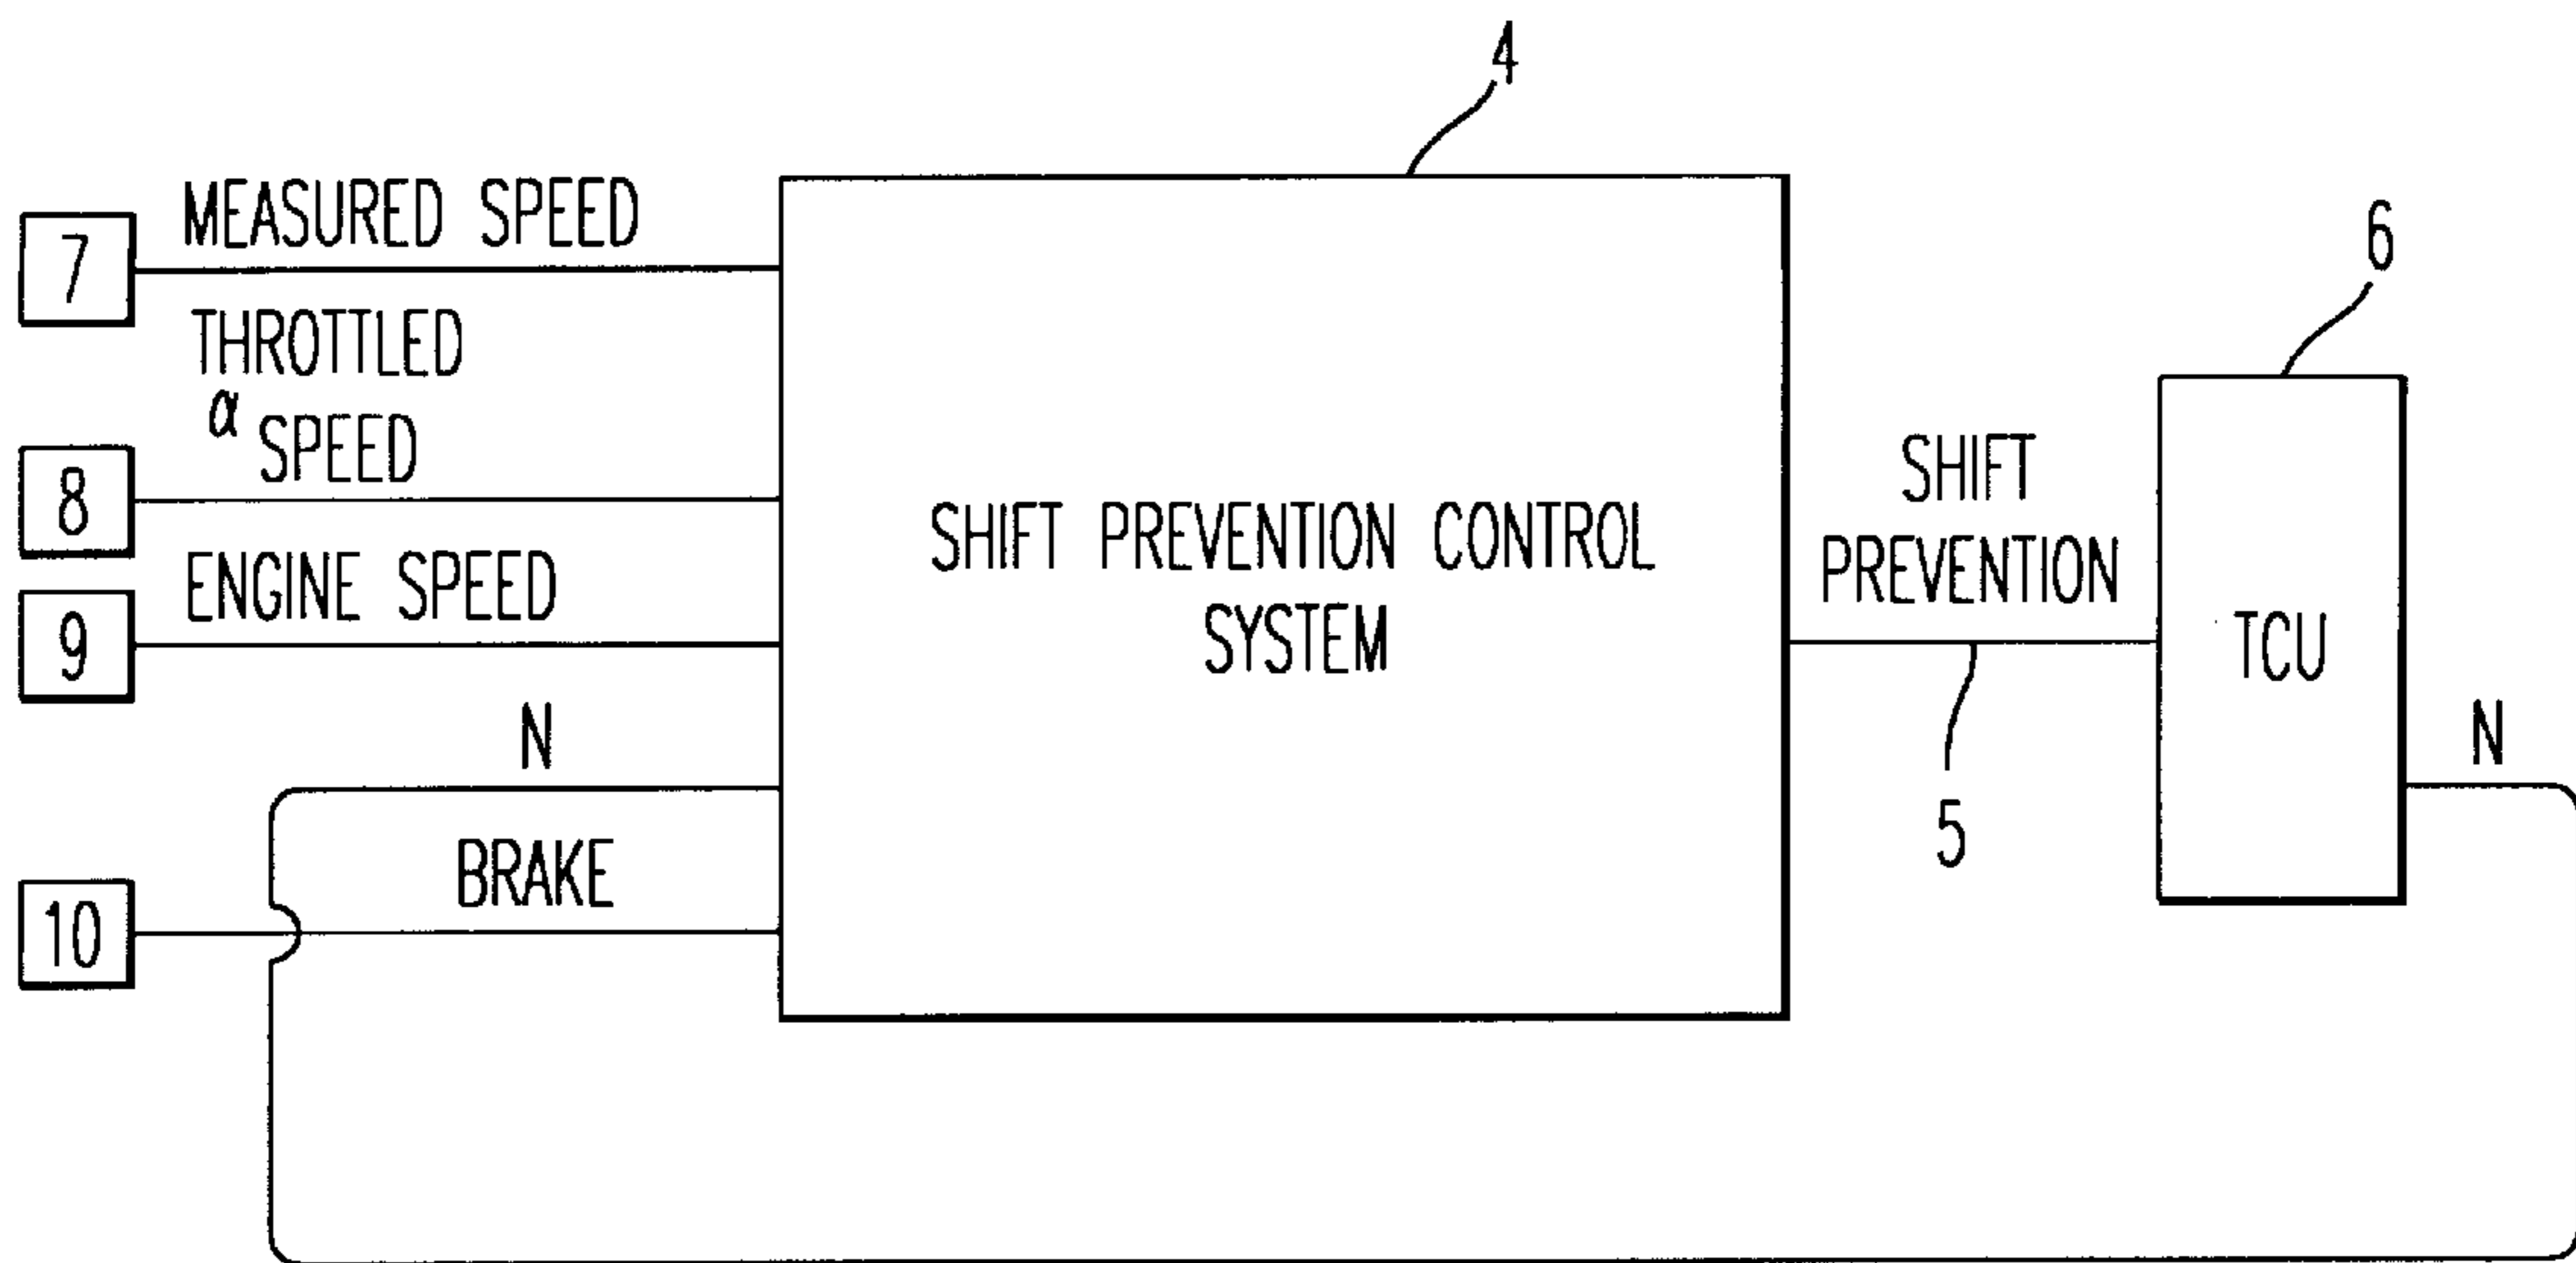 4
MEASURED SPEED
7
6
THROTTLED
α SPEED
8
SHIFT
PREVENTION
SHIFT PREVENTION CONTROL
SYSTEM
ENGINE SPEED
9
TCU
N
N
5
BRAKE
10